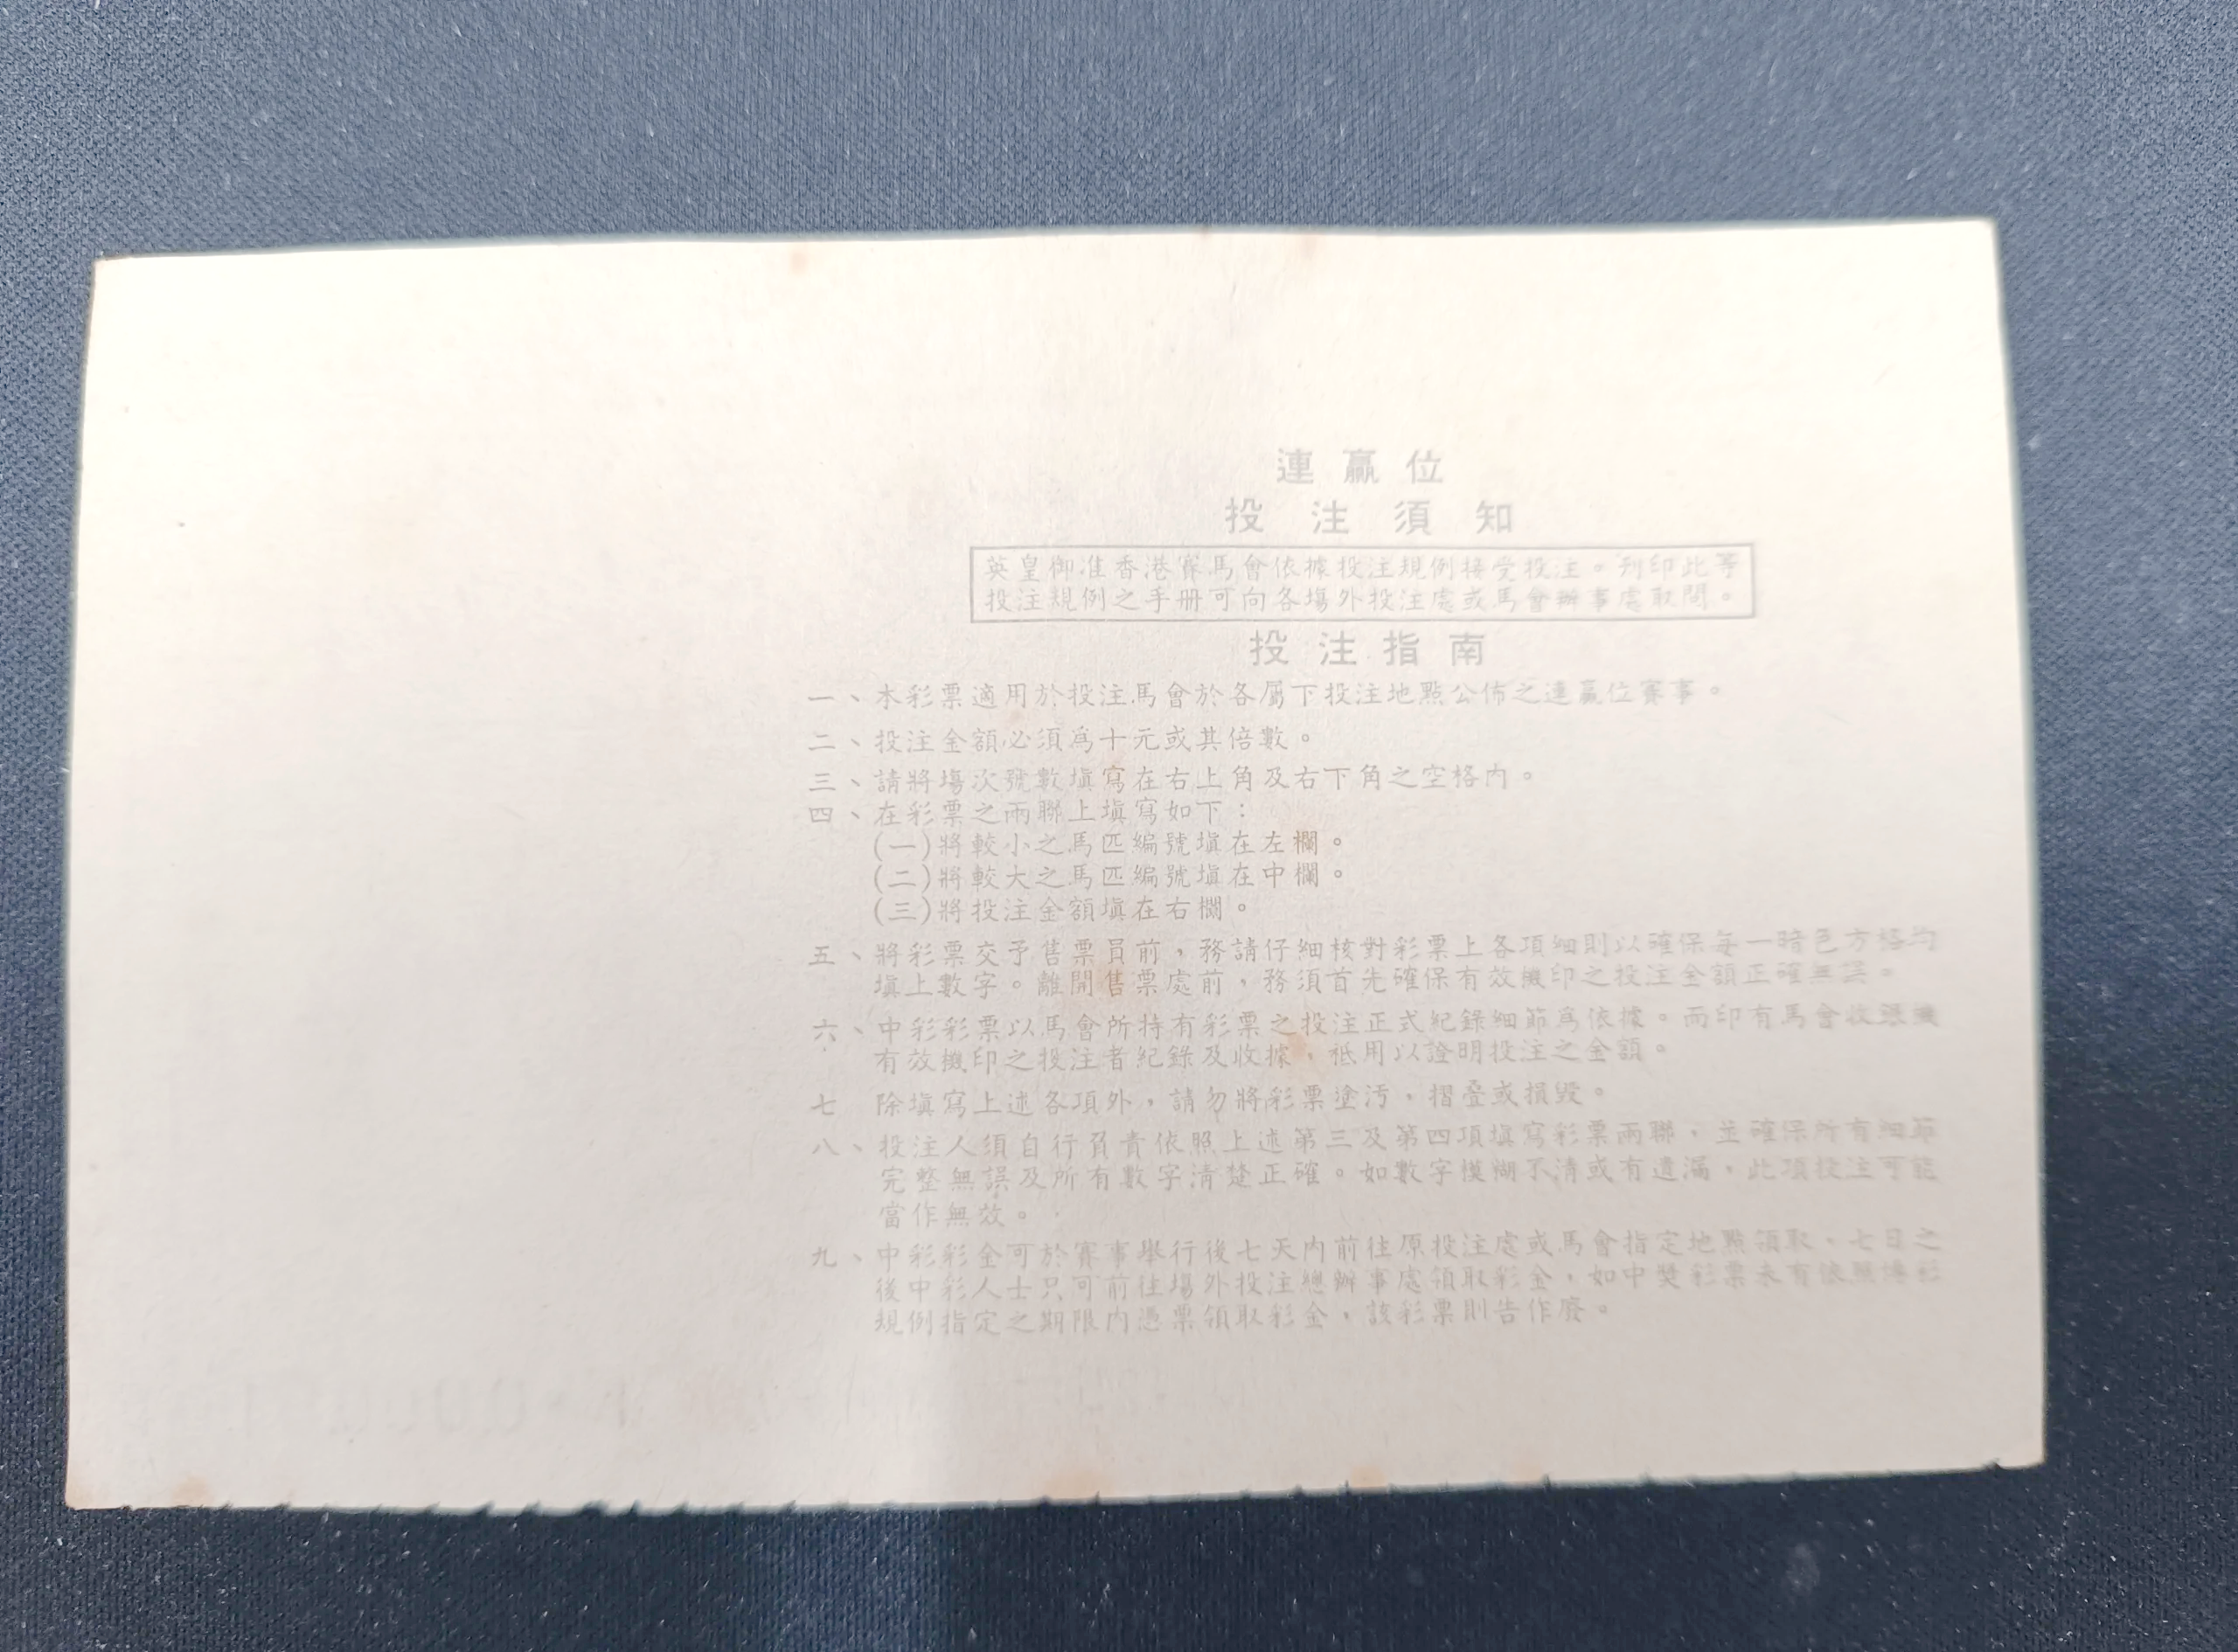 連贏位
投注須知
英皇御准香港賽馬會依據投注規例接受投注。刋印此等
投注規例之手册可向各塲外投注處或馬會辦事處取閱。
投注指南
一、本彩票適用於投注馬會於各屬下投注地點公佈之連贏位賽事。
二、投注金額必須為十元或其倍數。
三、請將塲次號數塡寫在右上角及右下角之空格內。
四、在彩票之兩聯上塡寫如下：
(一)將較小之馬匹編號塡在左欄。
(二)將較大之馬匹編號塡在中欄。
(三)將投注金額塡在右欄。
五、將彩票交予售票員前，務請仔細核對彩票上各項細則以確保每一暗色方格均
塡上數字。離開售票處前，務須首先確保有效機印之投注金額正確無誤。
六、中彩彩票以馬會所持有彩票之投注正式紀錄細節為依據。而印有馬會收銀機
有效機印之投注者紀錄及收據，祗用以證明投注之金額。
七 除塡寫上述各項外，請勿將彩票塗汚，摺叠或損毀。
八、投注人須自行負責依照上述第三及第四項塡寫彩票兩聯，並確保所有細節
完整無誤及所有數字清楚正確。如數字模糊不清或有遺漏，此項投注可能
當作無效。
九、中彩彩金可於賽事舉行後七天內前往原投注處或馬會指定地點領取，七日之
後中彩人士只可前往塲外投注總辦事處領取彩金，如中獎彩票未有依照博彩
規例指定之期限內憑票領取彩金，該彩票則告作廢。